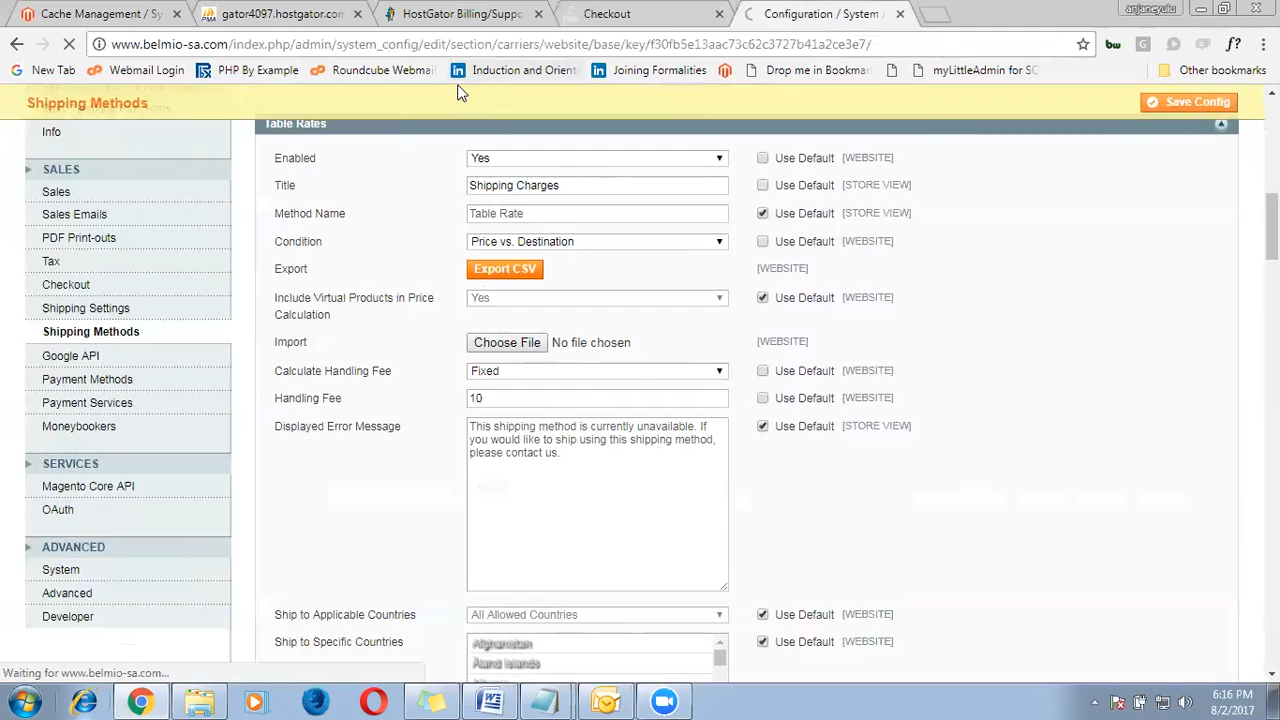 Cache Management / Sy
gator4097.hostgator.com
HostGator Billing/Suppo
Checkout
Configuration / System
anjaneyulu
www.belmio-sa.com/index.php/admin/system_config/edit/section/carriers/website/base/key/f30fb5e13aac73c62c3727b41a2ce3e7/
New Tab
Webmail Login
PHP By Example
Roundcube Webmail
Induction and Orient
Joining Formalities
Drop me in Bookmar
myLittleAdmin for SQ
Other bookmarks
Shipping Methods
Save Config
Info
SALES
Sales
Sales Emails
PDF Print-outs
Tax
Checkout
Shipping Settings
Shipping Methods
Google API
Payment Methods
Payment Services
Moneybookers
SERVICES
Magento Core API
OAuth
ADVANCED
System
Advanced
Developer
Table Rates
Enabled Yes Use Default [WEBSITE]
Title Shipping Charges Use Default [STORE VIEW]
Method Name Table Rate Use Default [STORE VIEW]
Condition Price vs. Destination Use Default [WEBSITE]
Export Export CSV [WEBSITE]
Include Virtual Products in Price Yes Use Default [WEBSITE]
Calculation
Import Choose File No file chosen [WEBSITE]
Calculate Handling Fee Fixed Use Default [WEBSITE]
Handling Fee 10 Use Default [WEBSITE]
Displayed Error Message This shipping method is currently unavailable. If Use Default [STORE VIEW]
you would like to ship using this shipping method,
please contact us.
Ship to Applicable Countries All Allowed Countries Use Default [WEBSITE]
Ship to Specific Countries Afghanistan Use Default [WEBSITE]
Åland Islands
Waiting for www.belmio-sa.com...
6:16 PM
8/2/2017